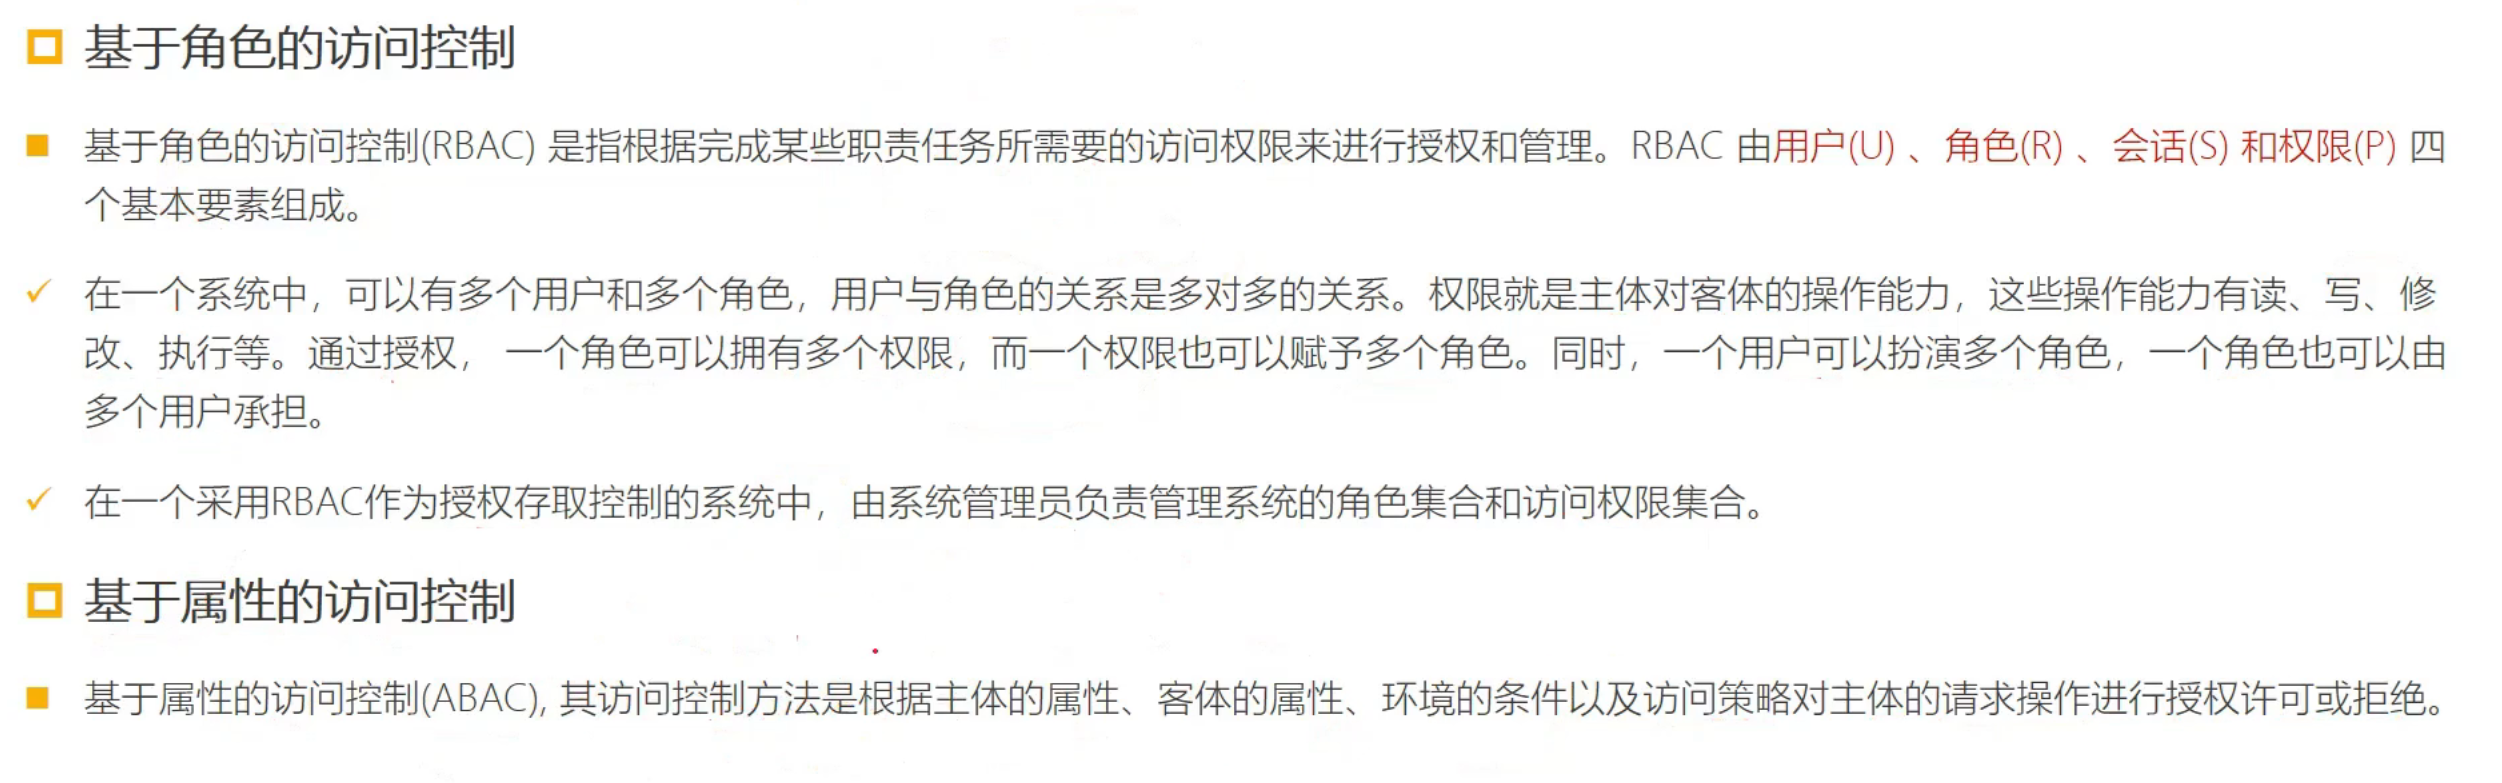 基于角色的访问控制
基于角色的访问控制(RBAC) 是指根据完成某些职责任务所需要的访问权限来进行授权和管理。RBAC 由用户(U) 、角色(R) 、会话(S) 和权限(P) 四
个基本要素组成。
在一个系统中，可以有多个用户和多个角色，用户与角色的关系是多对多的关系。权限就是主体对客体的操作能力，这些操作能力有读、写、修
改、执行等。通过授权， 一个角色可以拥有多个权限，而一个权限也可以赋予多个角色。同时，一个用户可以扮演多个角色，一个角色也可以由
多个用户承担。
在一个采用RBAC作为授权存取控制的系统中，由系统管理员负责管理系统的角色集合和访问权限集合。
基于属性的访问控制
基于属性的访问控制(ABAC), 其访问控制方法是根据主体的属性、客体的属性、环境的条件以及访问策略对主体的请求操作进行授权许可或拒绝。